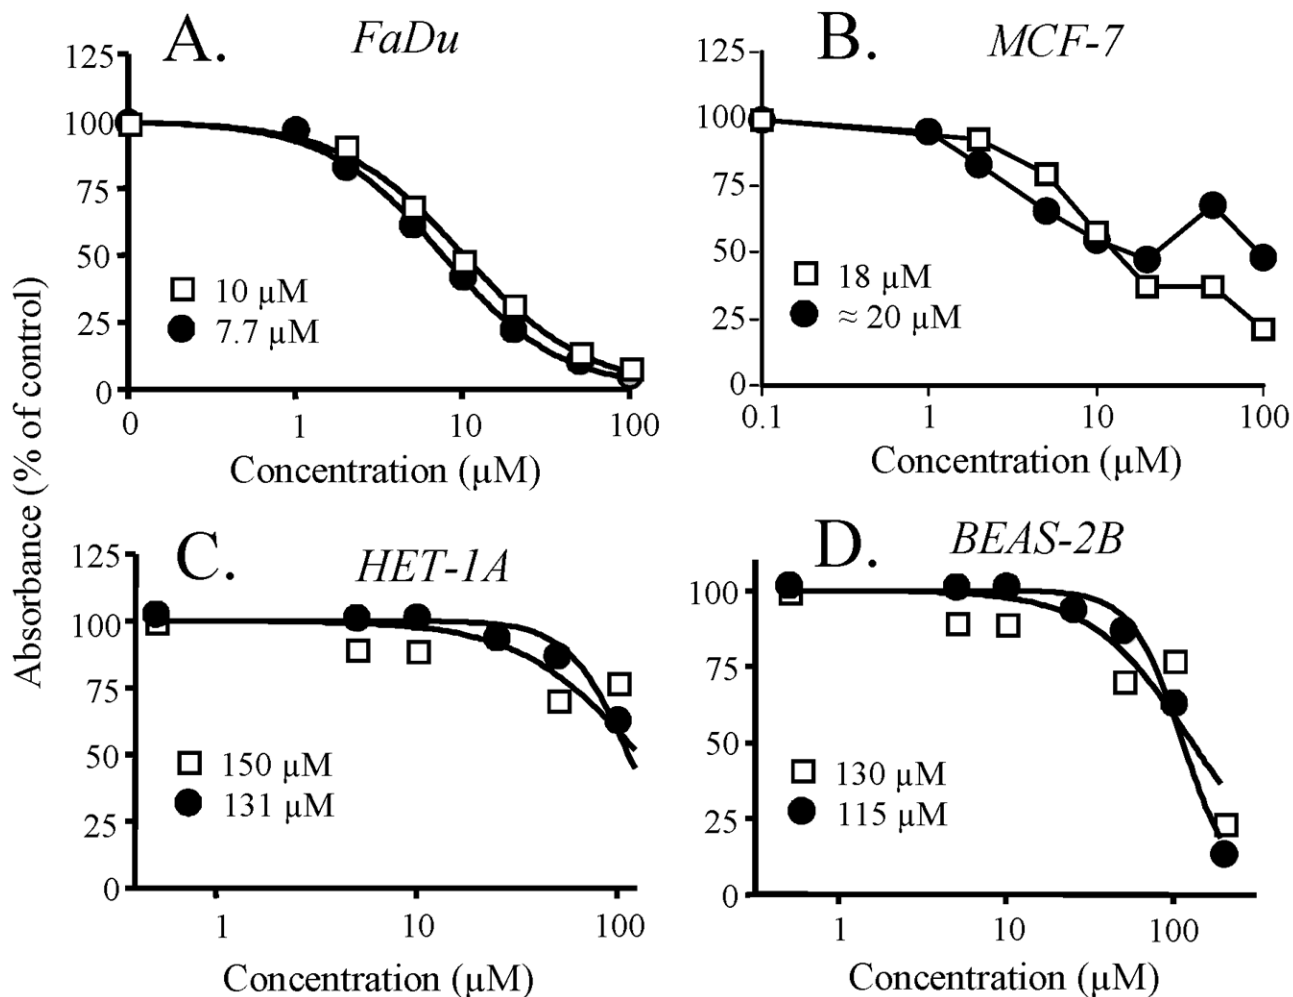 Absorbance (% of control)
A. FaDu
125
100
75
50
25
0
10 µM
7.7 µM
0 1 10 100
Concentration (µM)
B. MCF-7
125
100
75
50
25
0
18 µM
≈ 20 µM
0.1 1 10 100
Concentration (µM)
C. HET-1A
125
100
75
50
25
0
150 µM
131 µM
1 10 100
Concentration (µM)
D. BEAS-2B
100
75
50
25
0
130 µM
115 µM
1 10 100
Concentration (µM)